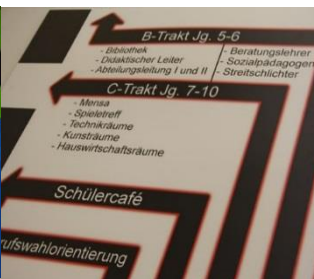 B-Trakt Jg. 5-6
- Bibliothek
- Didaktischer Leiter
- Abteilungsleitung I und II
- Beratungslehrer
- Sozialpädagogen
- Streitschlichter
C-Trakt Jg. 7-10
- Mensa
- Spieletreff
- Technikräume
- Kunsträume
- Hauswirtschaftsräume
Schülercafé
rufswahlorientierung